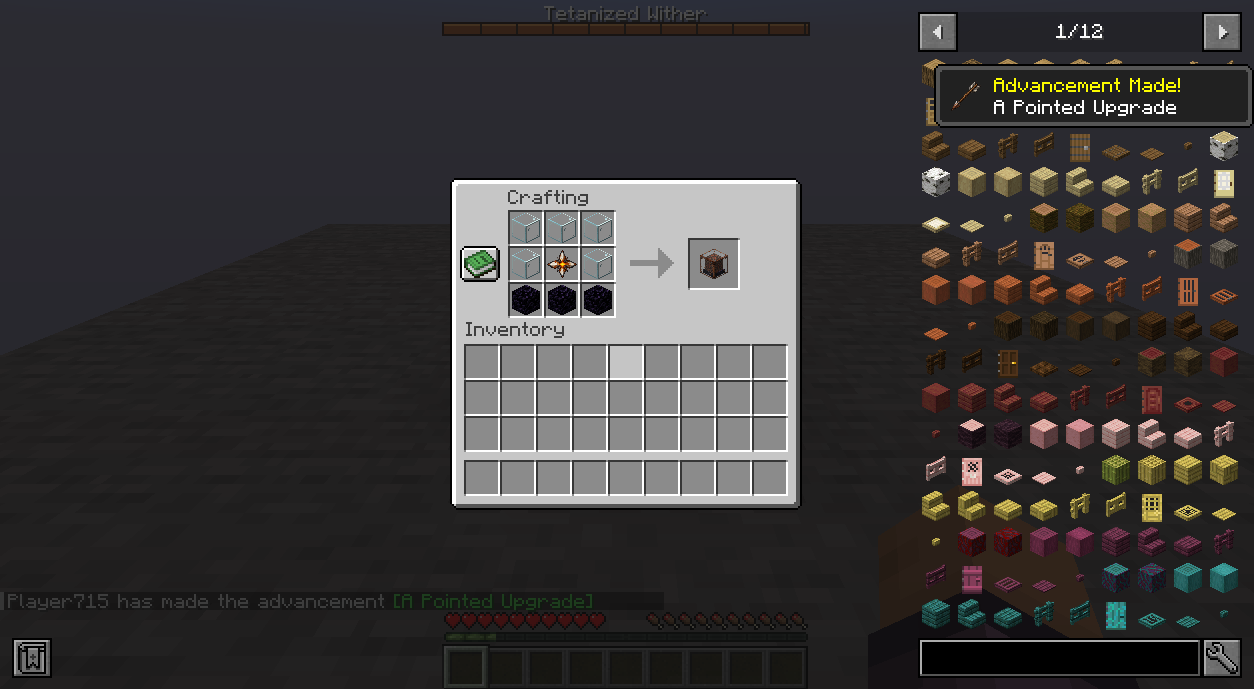 Tetanized Wither
1/12
Advancement Made!
A Pointed Upgrade
Crafting
Inventory
Player715 has made the advancement [A Pointed Upgrade]